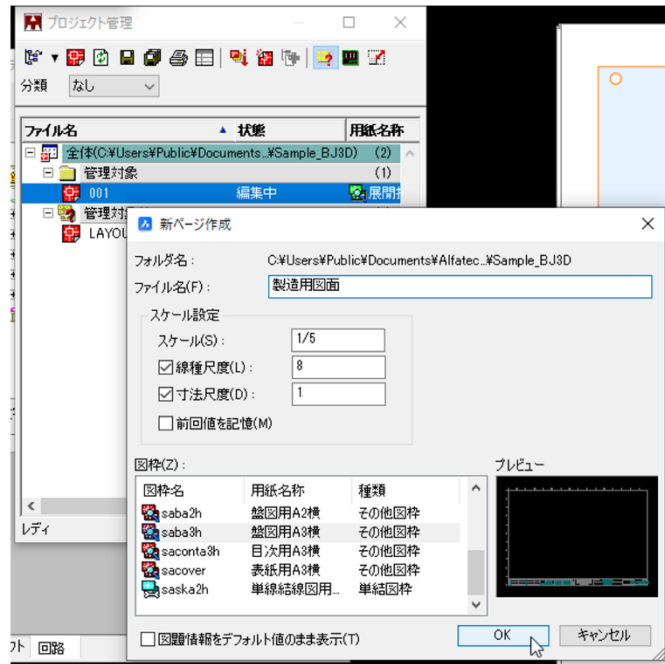 プロジェクト管理
分類 なし
ファイル名 状態 用紙名称
全体(C:¥Users¥Public¥Documents...¥Sample_BJ3D) (2)
管理対象 (1)
001 編集中 展開
管理対
LAYOU
新ページ作成
フォルダ名： C:¥Users¥Public¥Documents¥Alfatec...¥Sample_BJ3D
ファイル名(F)： 製造用図面
スケール設定
スケール(S)： 1/5
線種尺度(L)： 8
寸法尺度(D)： 1
前回値を記憶(M)
図枠(Z)： プレビュー
図枠名 用紙名称 種類
saba2h 盤図用A2横 その他図枠
saba3h 盤図用A3横 その他図枠
saconta3h 目次用A3横 その他図枠
sacover 表紙用A3横 その他図枠
saska2h 単線結線図用... 単結図枠
レディ
図題情報をデフォルト値のまま表示(T) OK キャンセル
回路